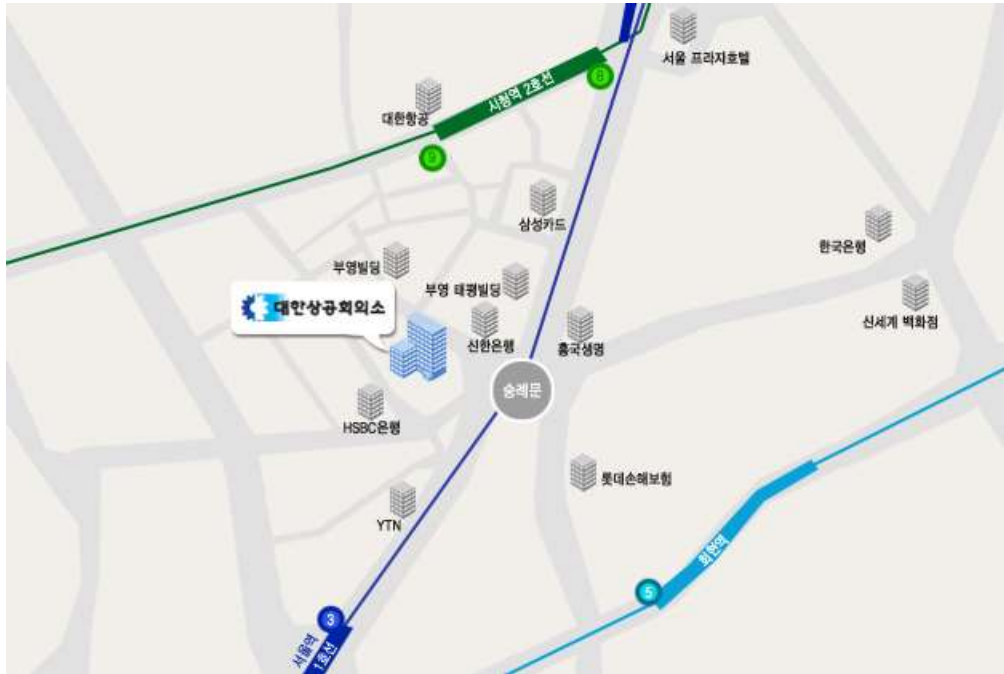 서울 프라자호텔
시청역 2호선
8
대한항공
9
삼성카드
한국은행
부영빌딩
부영 태평빌딩
대한상공회의소
신세계 백화점
신한은행
흥국생명
숭례문
HSBC은행
롯데손해보험
YTN
회현역
5
3
서울역
1호선